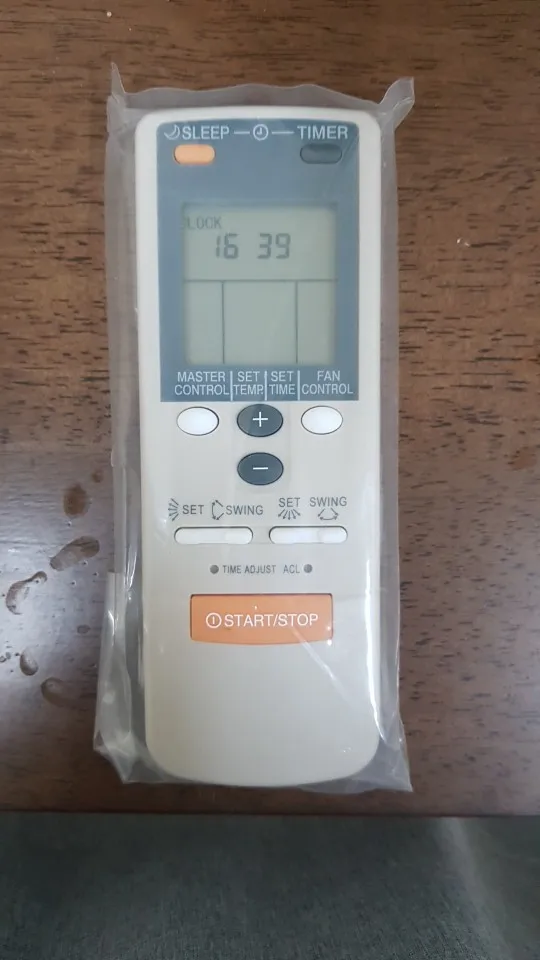 SLEEP TIMER
CLOCK
16 39
MASTER CONTROL
SET TEMP.
SET TIME
FAN CONTROL
+
−
SET SWING SET SWING
TIME ADJUST ACL
START/STOP